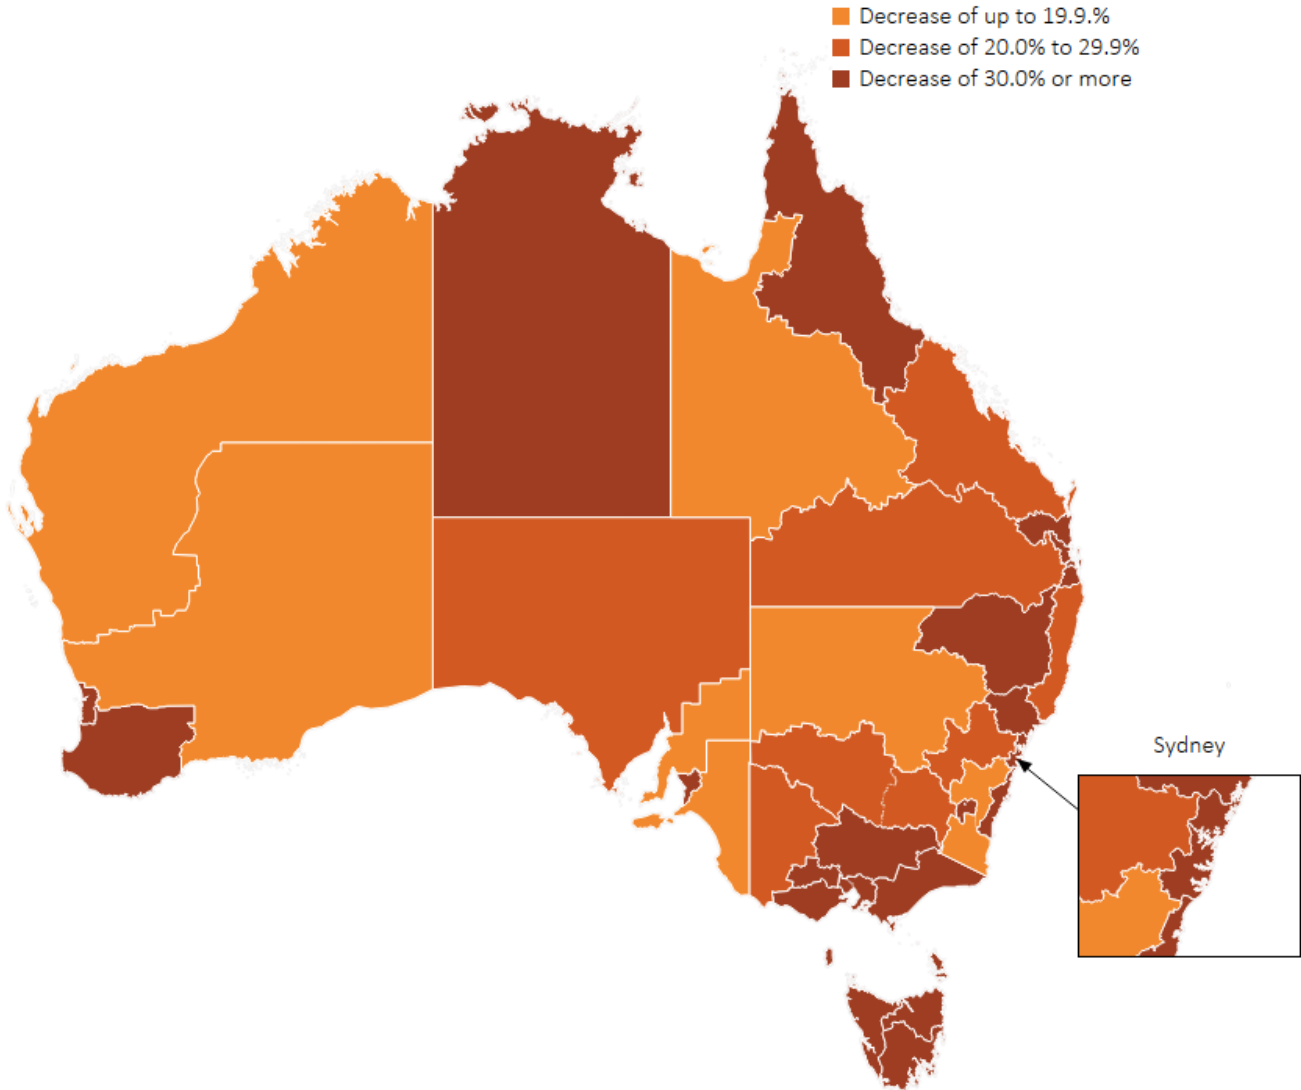 Decrease of up to 19.9.%
Decrease of 20.0% to 29.9%
Decrease of 30.0% or more
Sydney